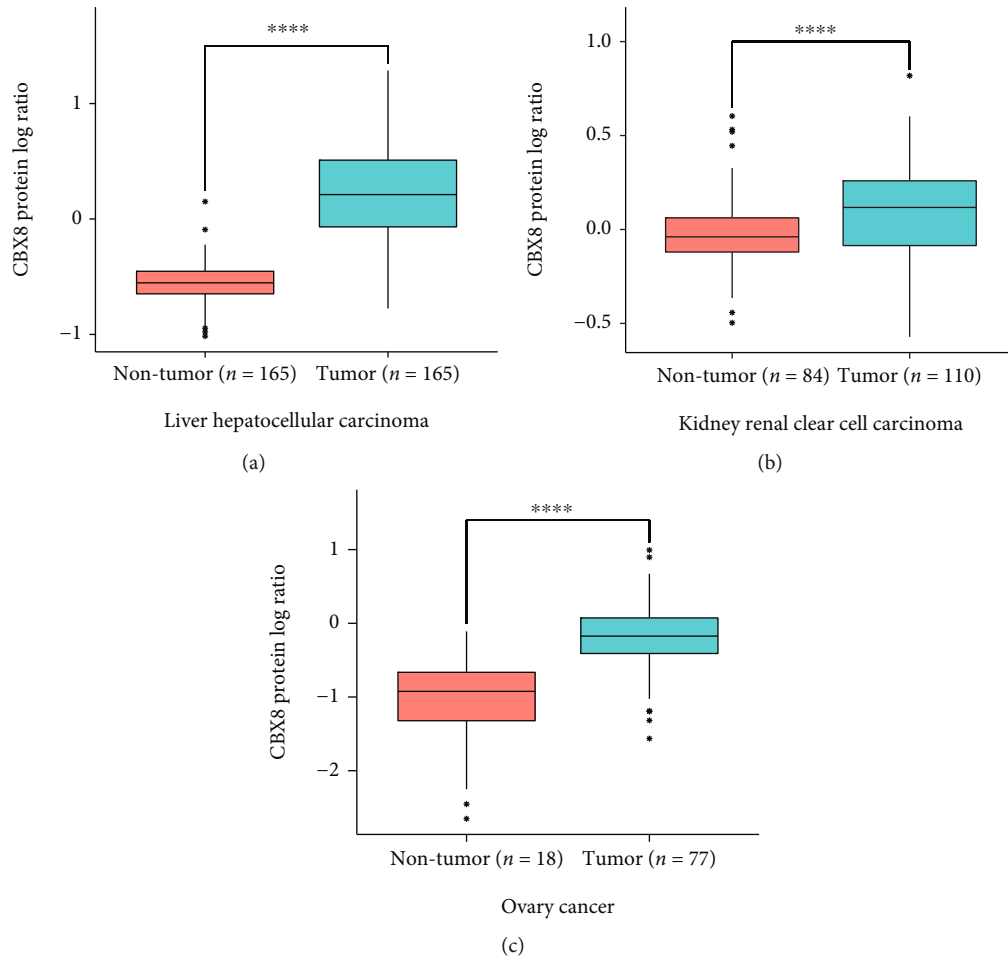 ****
CBX8 protein log ratio
1
0
−1
Non-tumor (n = 165) Tumor (n = 165)
Liver hepatocellular carcinoma
(a)
****
CBX8 protein log ratio
1.0
0.5
0.0
−0.5
Non-tumor (n = 84) Tumor (n = 110)
Kidney renal clear cell carcinoma
(b)
****
CBX8 protein log ratio
1
0
−1
−2
Non-tumor (n = 18) Tumor (n = 77)
Ovary cancer
(c)